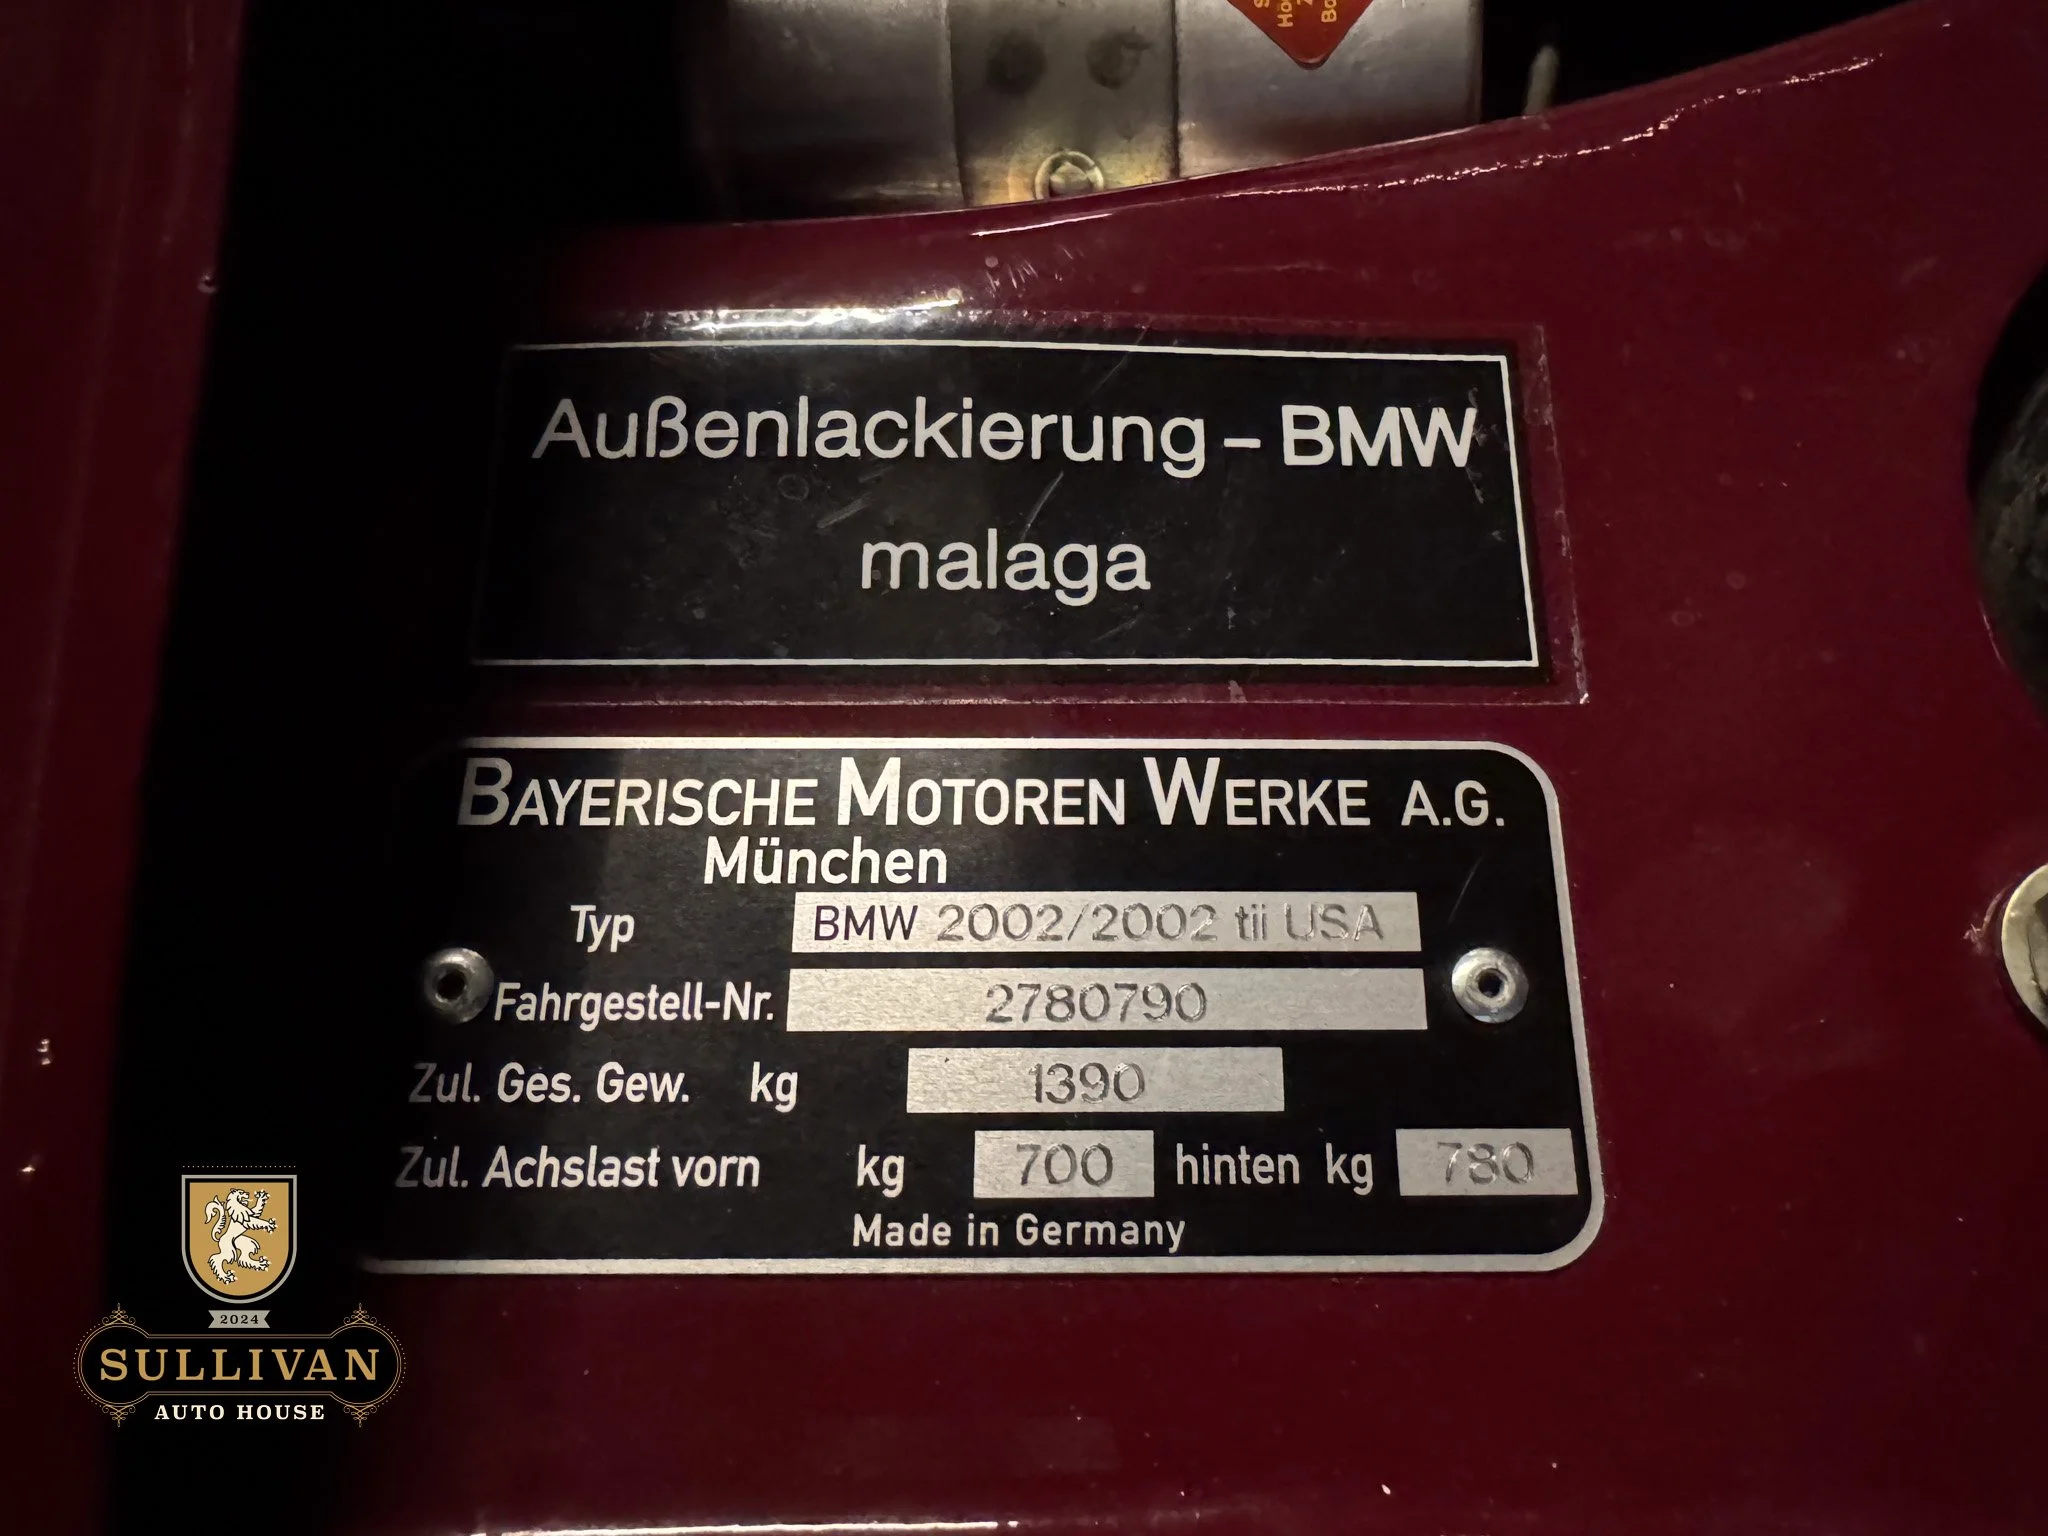 Außenlackierung – BMW
malaga
BAYERISCHE MOTOREN WERKE A.G.
München
Typ BMW 2002/2002 tii USA
Fahrgestell-Nr. 2780790
Zul. Ges. Gew. kg 1390
Zul. Achslast vorn kg 700 hinten kg 780
Made in Germany
2024
SULLIVAN
AUTO HOUSE